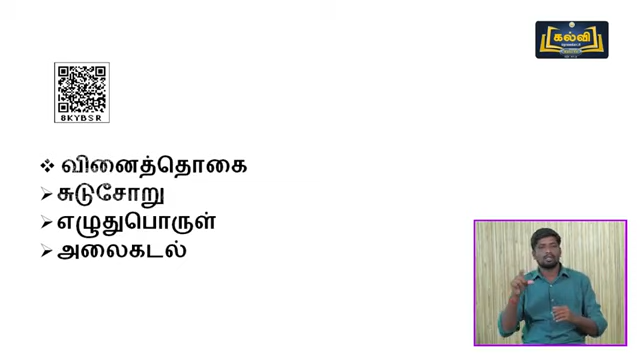 கல்வி
8KYBSR
❖ வினைத்தொகை
➢ சுடுசோறு
➢ எழுதுபொருள்
➢ அலைகடல்